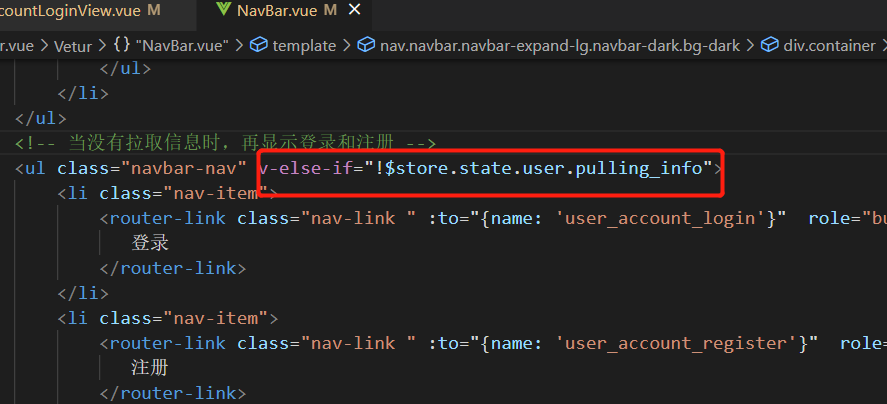 countLoginView.vue M NavBar.vue M ×
r.vue > Vetur > {} "NavBar.vue" > template > nav.navbar.navbar-expand-lg.navbar-dark.bg-dark > div.container >
</ul>
</li>
</ul>
<!-- 当没有拉取信息时，再显示登录和注册 -->
<ul class="navbar-nav" v-else-if="!$store.state.user.pulling_info">
<li class="nav-item">
<router-link class="nav-link " :to="{name: 'user_account_login'}"  role="bu
登录
</router-link>
</li>
<li class="nav-item">
<router-link class="nav-link " :to="{name: 'user_account_register'}"  role=
注册
</router-link>